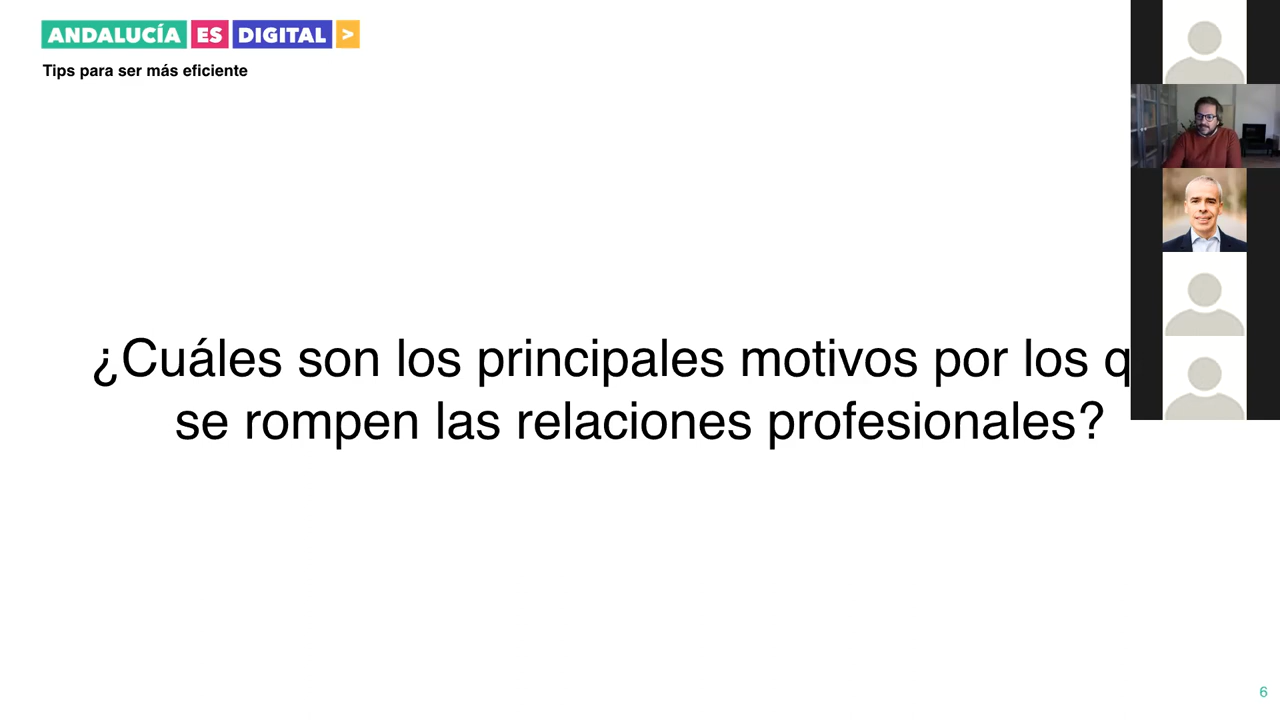 ANDALUCÍA ES DIGITAL >
Tips para ser más eficiente
¿Cuáles son los principales motivos por los q
se rompen las relaciones profesionales?
6